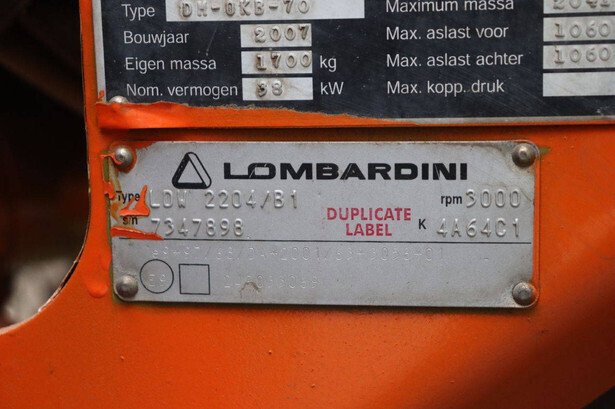 Type DH-0KB-70 Maximum massa
Bouwjaar 2007 Max. aslast voor 1060
Eigen massa 1700 kg Max. aslast achter 1060
Nom. vermogen 38 kW Max. kopp. druk
LOMBARDINI
Type LDW 2204/B1 rpm 3000
s/n 7347898 DUPLICATE LABEL K 4A64C1